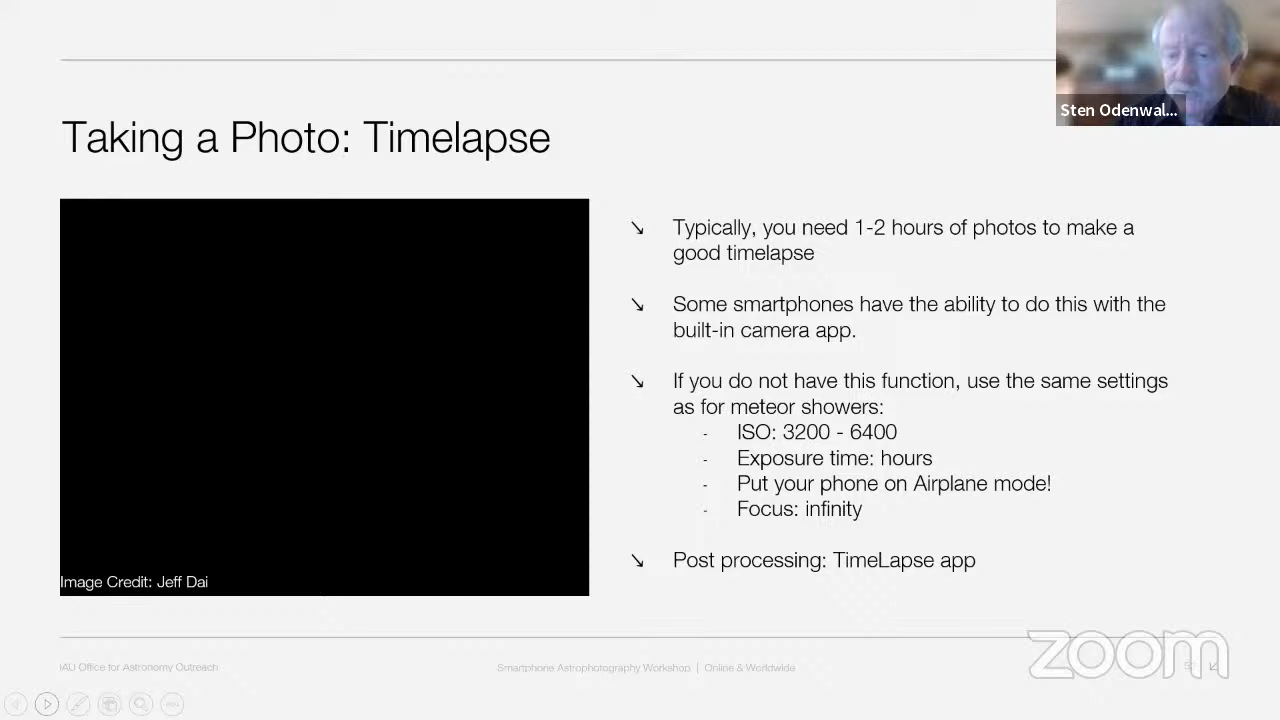 Sten Odenwal...
Taking a Photo: Timelapse
Typically, you need 1-2 hours of photos to make a
good timelapse
Some smartphones have the ability to do this with the
built-in camera app.
If you do not have this function, use the same settings
as for meteor showers:
- ISO: 3200 - 6400
- Exposure time: hours
- Put your phone on Airplane mode!
- Focus: infinity
Post processing: TimeLapse app
Image Credit: Jeff Dai
IAU Office for Astronomy Outreach
Smartphone Astrophotography Workshop | Online & Worldwide
zoom